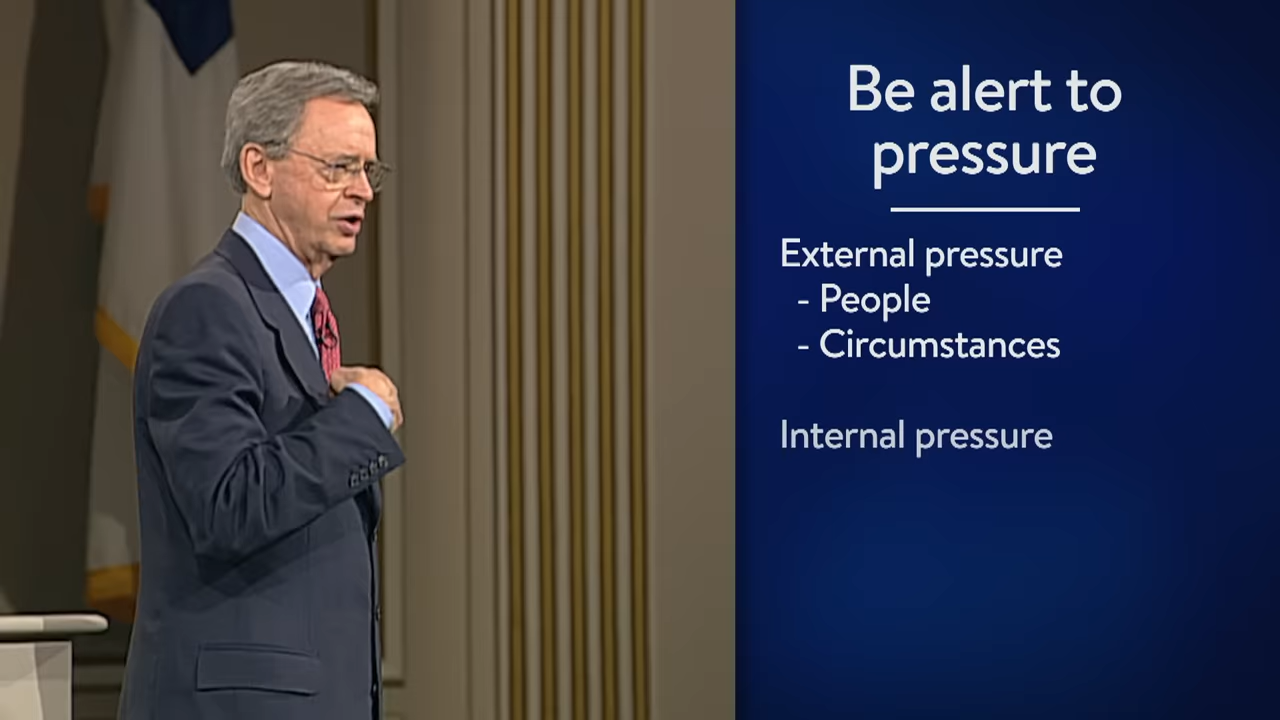 Be alert to
pressure
External pressure
- People
- Circumstances
Internal pressure